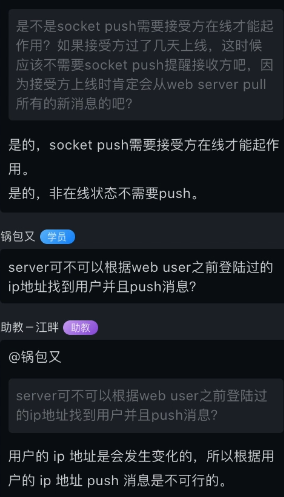 是不是socket push需要接受方在线才能起
作用？如果接受方过了几天上线，这时候
应该不需要socket push提醒接收方吧，因
为接受方上线时肯定会从web server pull
所有的新消息的吧？
是的，socket push需要接受方在线才能起作
用。
是的，非在线状态不需要push。
锅包又 学员
server可不可以根据web user之前登陆过的
ip地址找到用户并且push消息？
助教－江畔 助教
@锅包又
server可不可以根据web user之前登陆过
的ip地址找到用户并且push消息？
用户的 ip 地址是会发生变化的，所以根据用
户的 ip 地址 push 消息是不可行的。